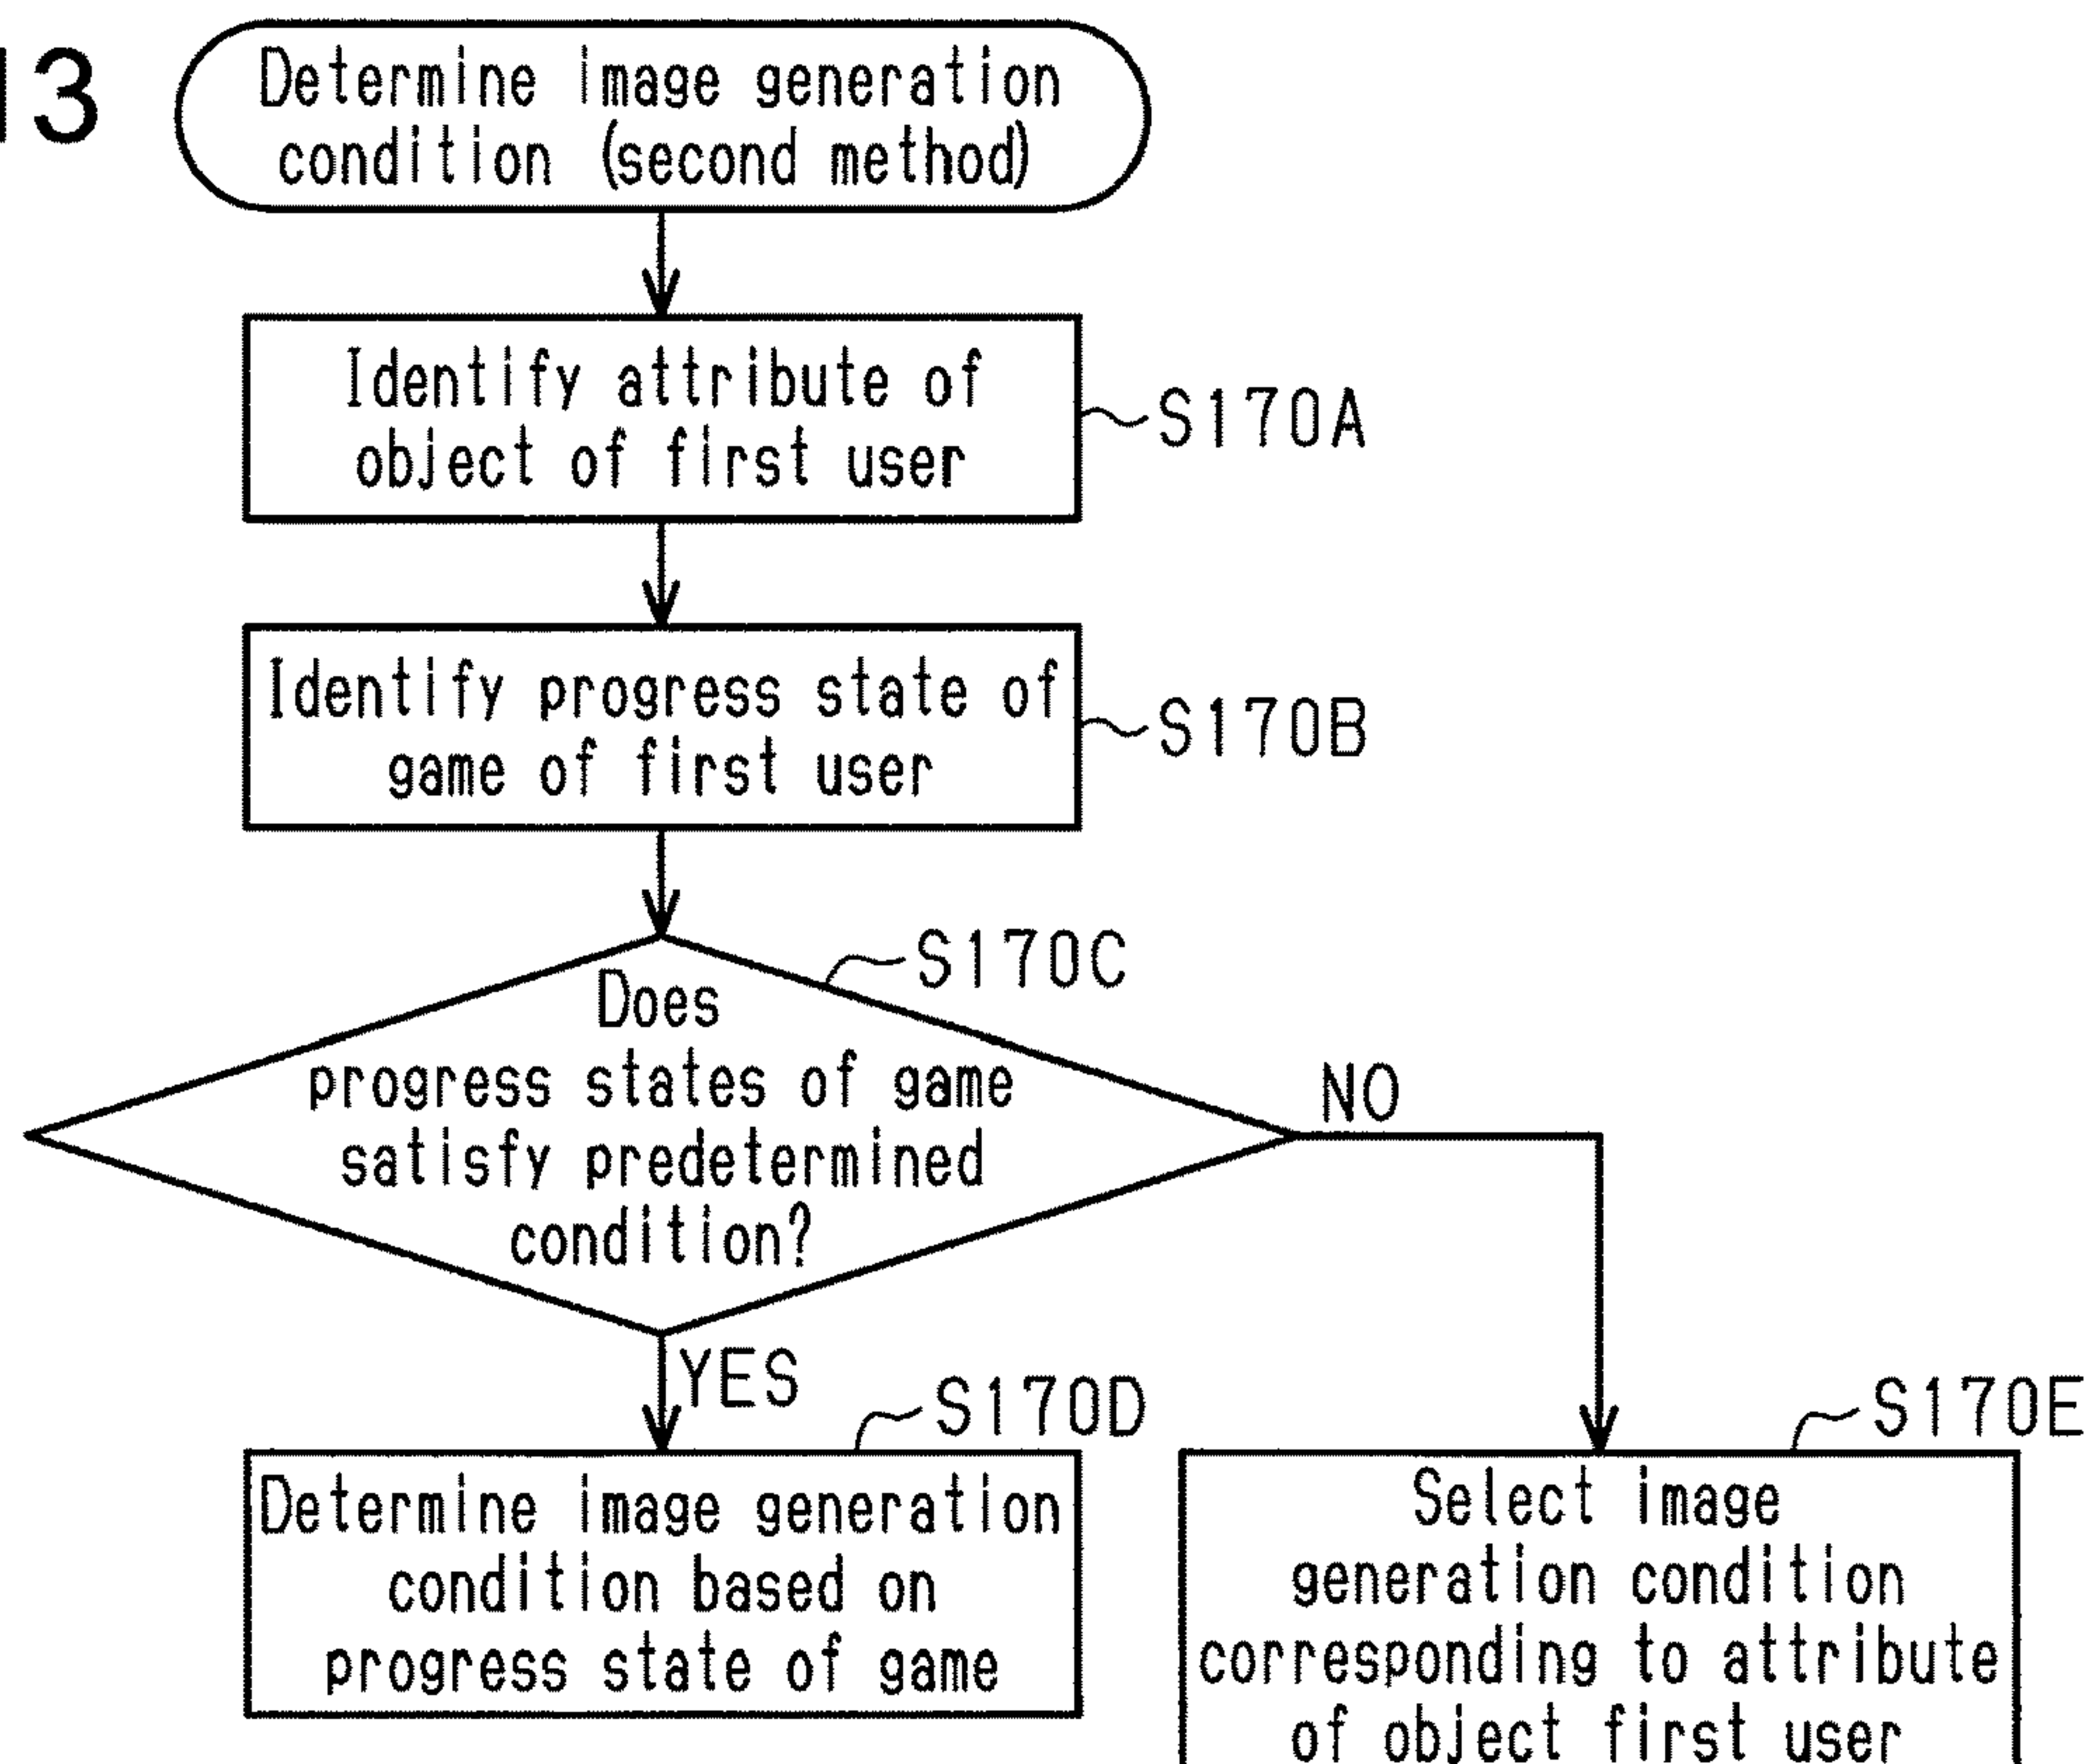 13
Determine image generation
condition (second method)
Identify attribute of
object of first user
S170A
Identify progress state of
game of first user
S170B
S170C
Does
progress states of game
satisfy predetermined
condition?
NO
YES
S170D
Determine image generation
condition based on
progress state of game
S170E
Select image
generation condition
corresponding to attribute
of object first user